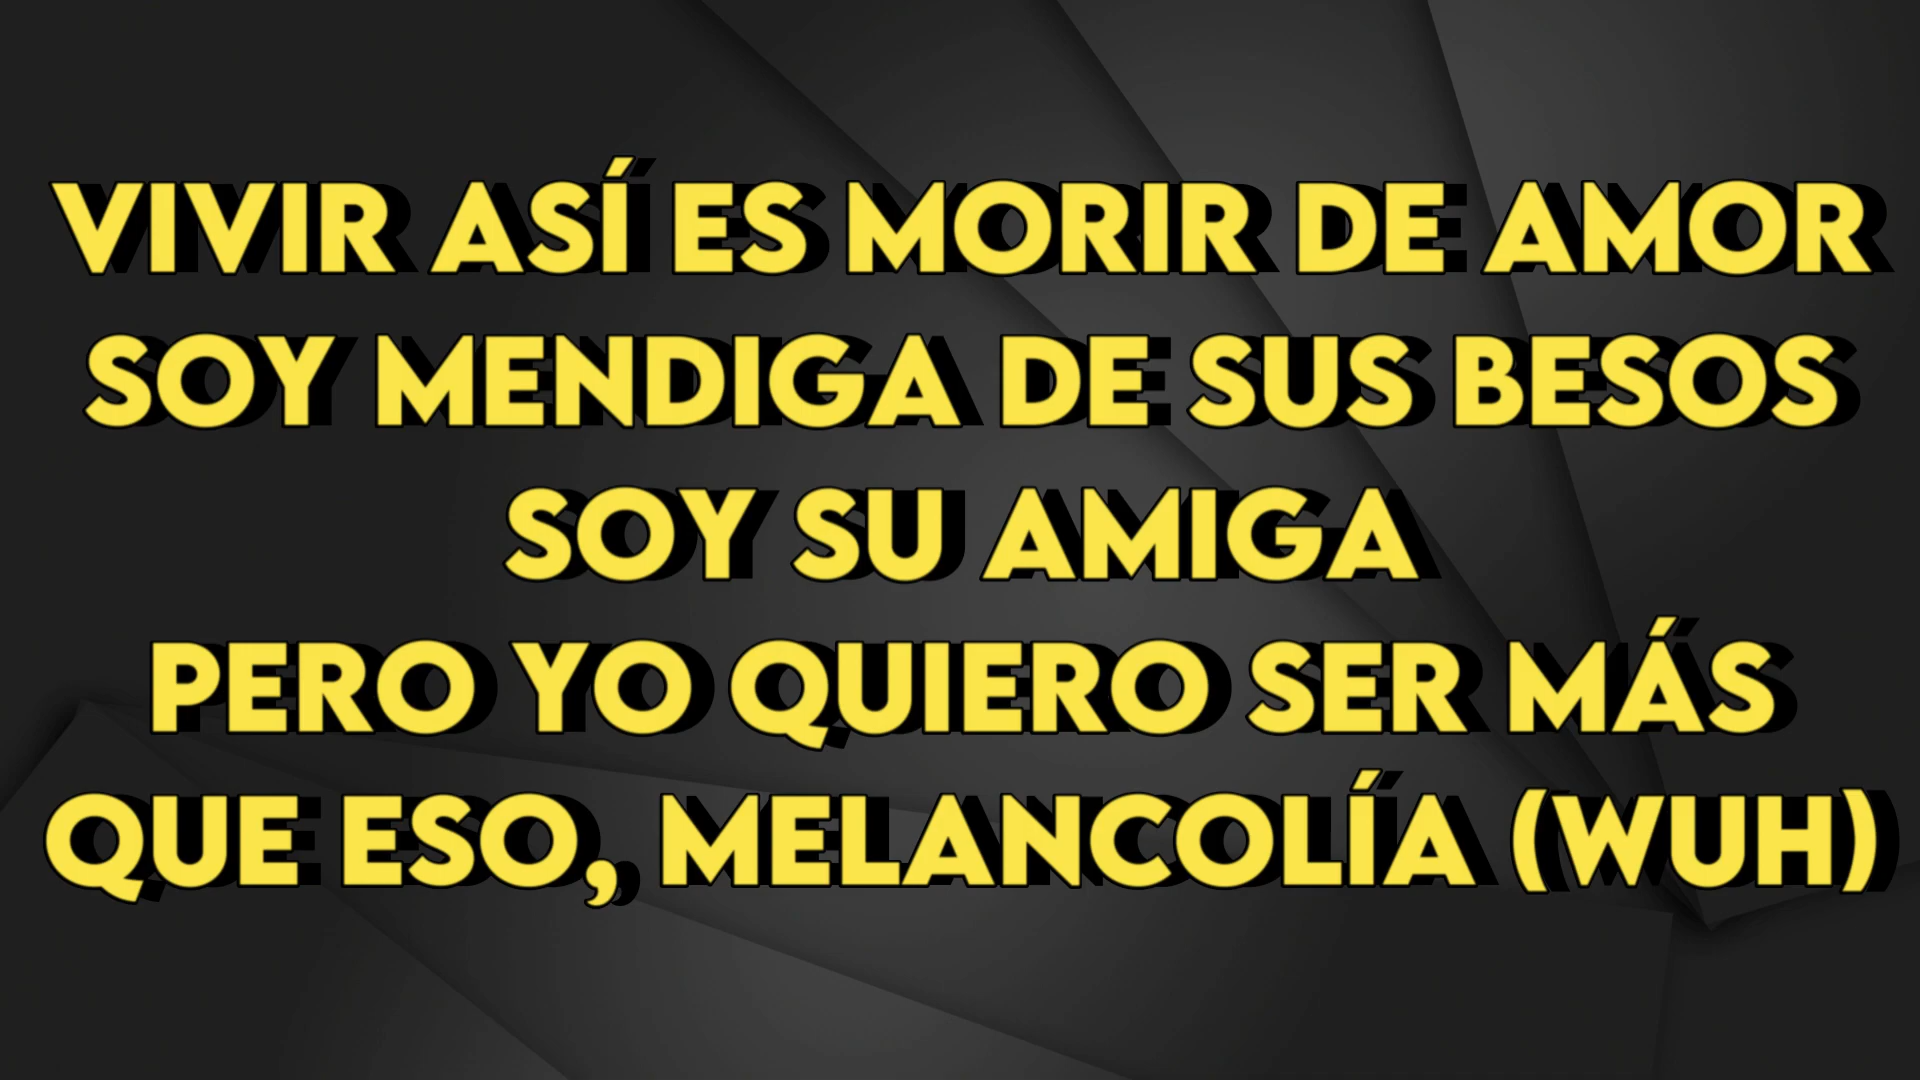 VIVIR ASÍ ES MORIR DE AMOR
SOY MENDIGA DE SUS BESOS
SOY SU AMIGA
PERO YO QUIERO SER MÁS
QUE ESO, MELANCOLÍA (WUH)